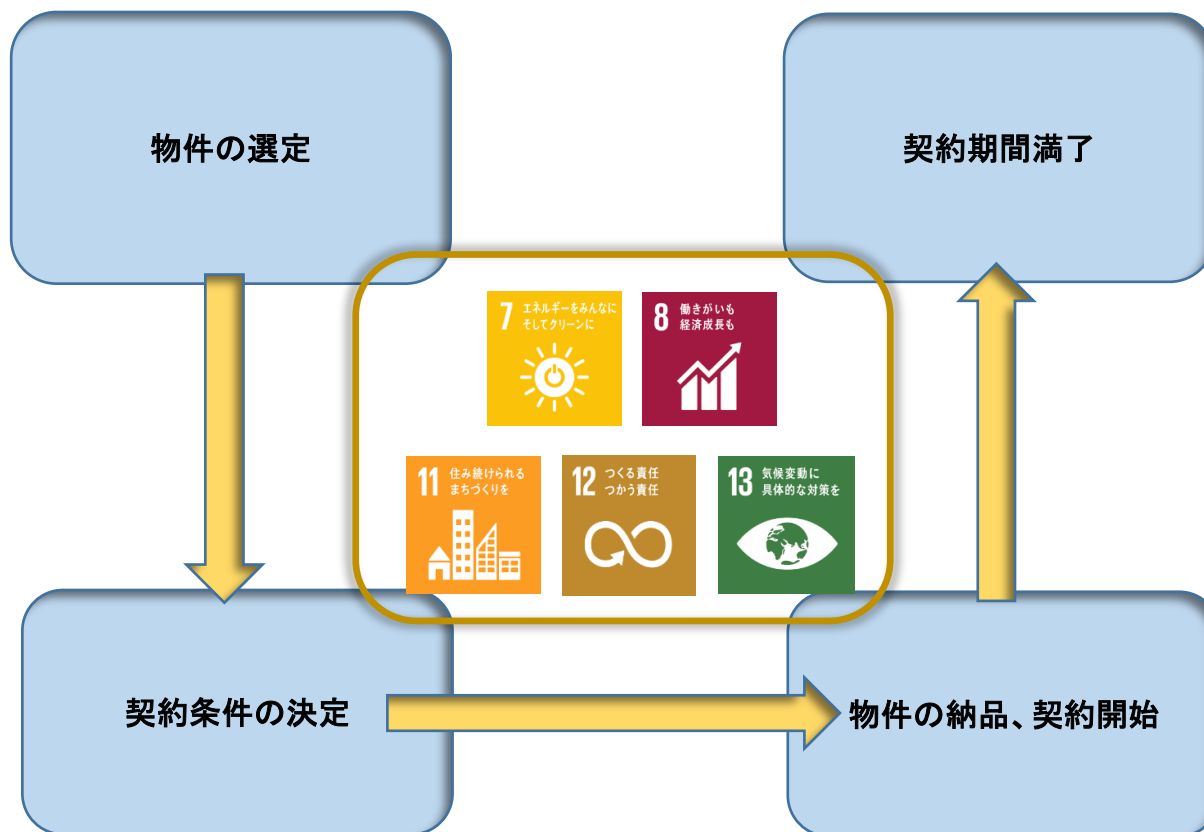 物件の選定
契約期間満了
7 エネルギーをみんなに
そしてクリーンに
8 働きがいも
経済成長も
11 住み続けられる
まちづくりを
12 つくる責任
つかう責任
13 気候変動に
具体的な対策を
契約条件の決定
物件の納品、契約開始